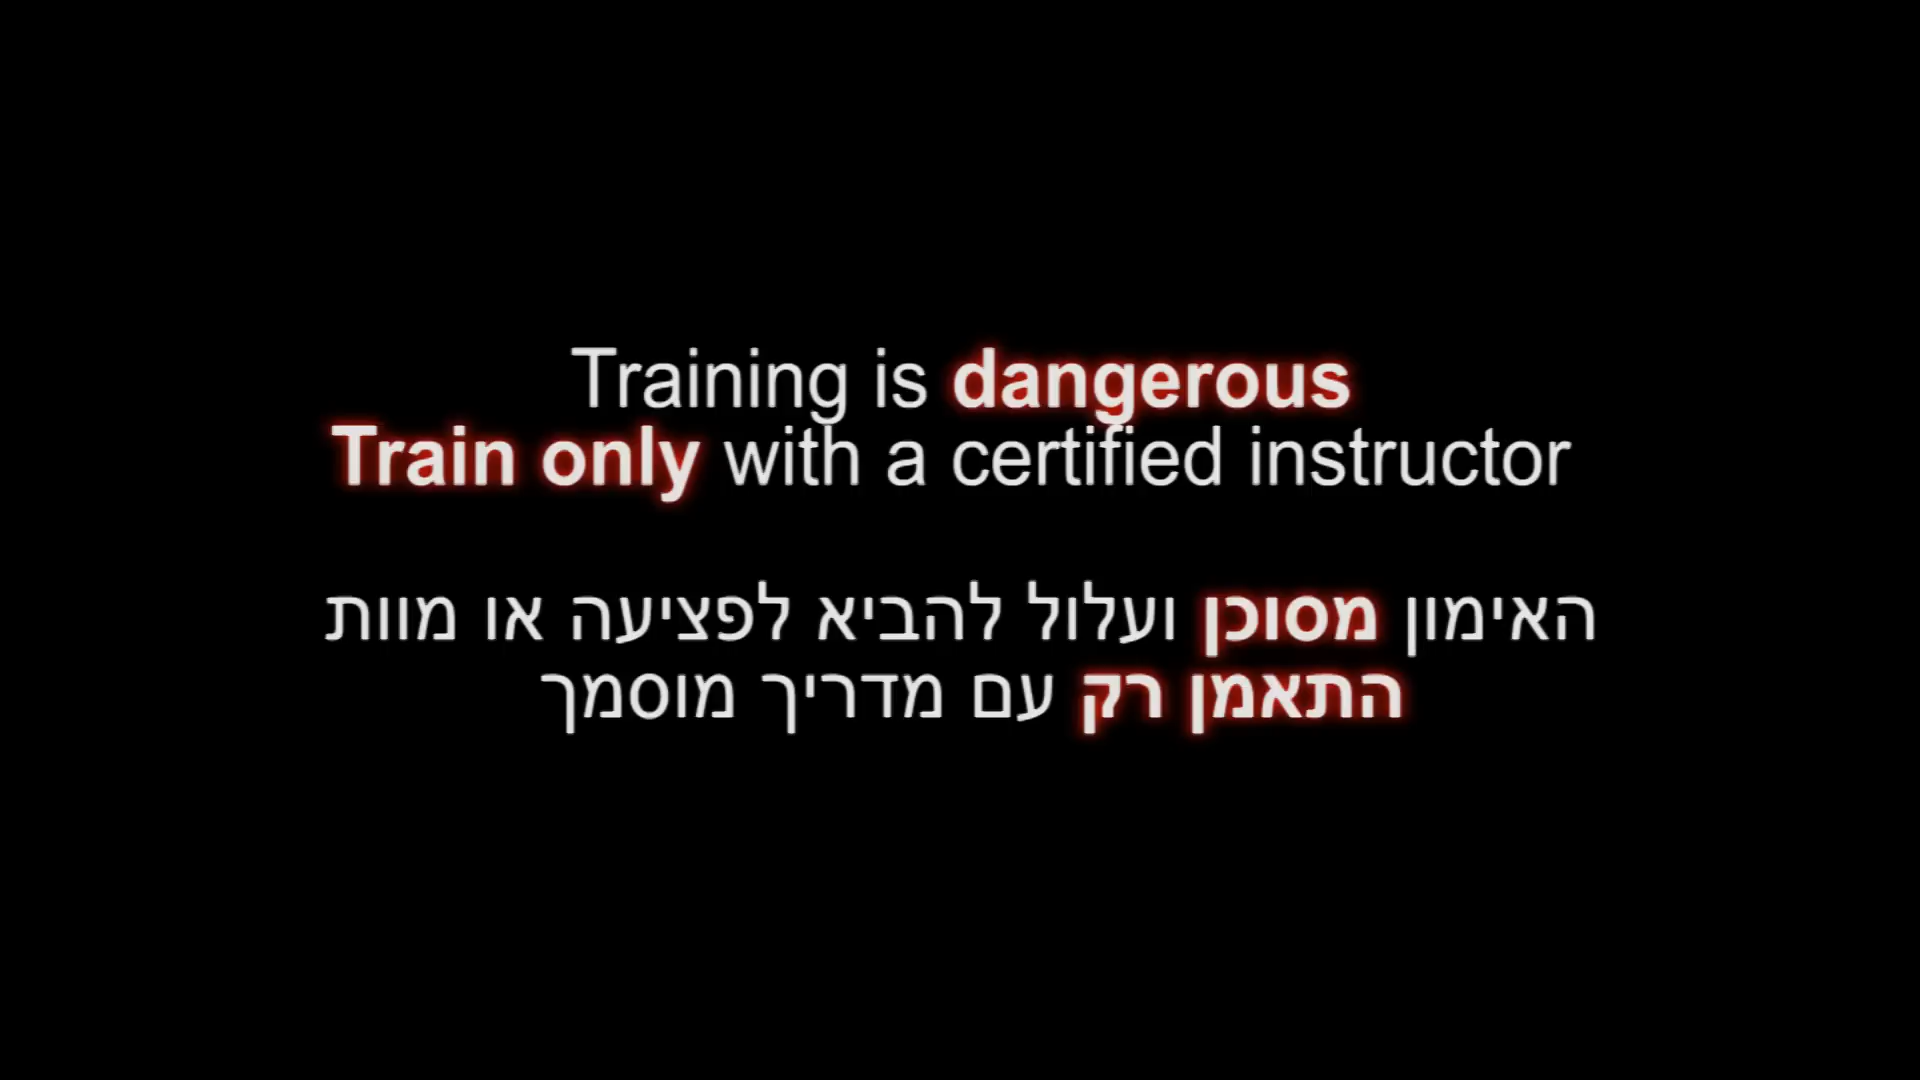 Training is dangerous
Train only with a certified instructor
האימון מסוכן ועלול להביא לפציעה או מוות
התאמן רק עם מדריך מוסמך